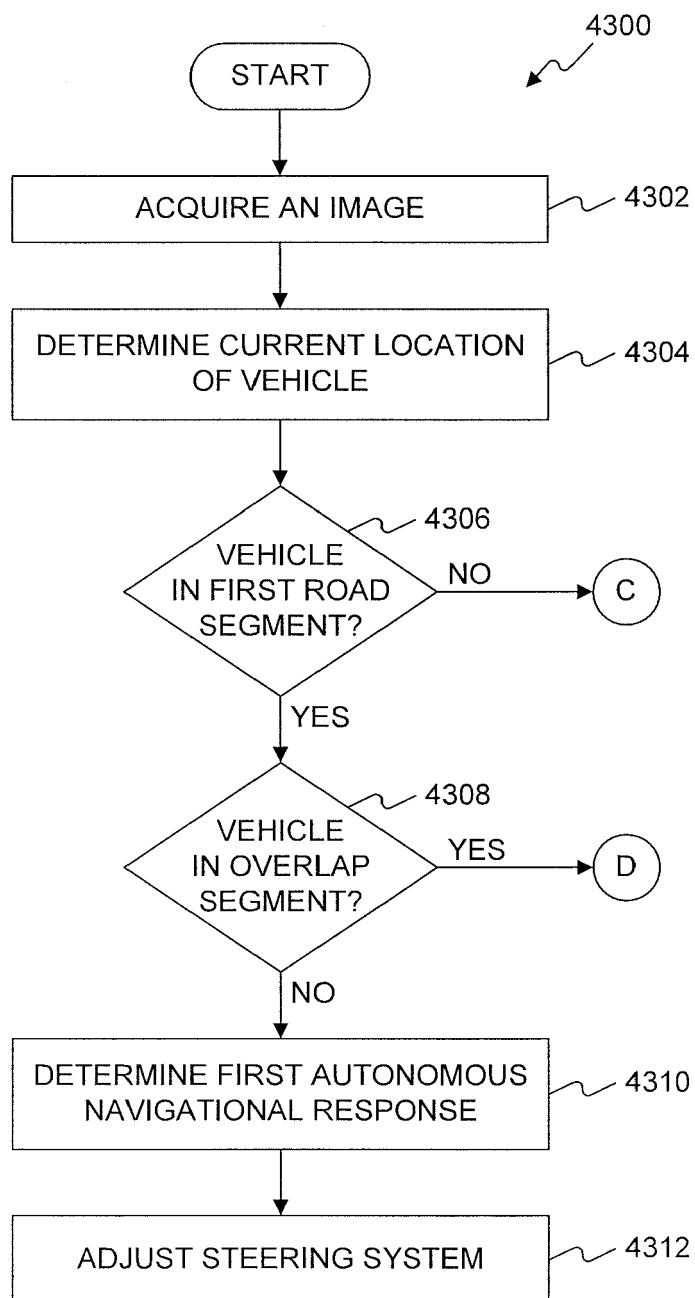 4300
START
ACQUIRE AN IMAGE
4302
DETERMINE CURRENT LOCATION
OF VEHICLE
4304
4306
VEHICLE
IN FIRST ROAD
SEGMENT?
NO
C
YES
4308
VEHICLE
IN OVERLAP
SEGMENT?
YES
D
NO
DETERMINE FIRST AUTONOMOUS
NAVIGATIONAL RESPONSE
4310
ADJUST STEERING SYSTEM
4312